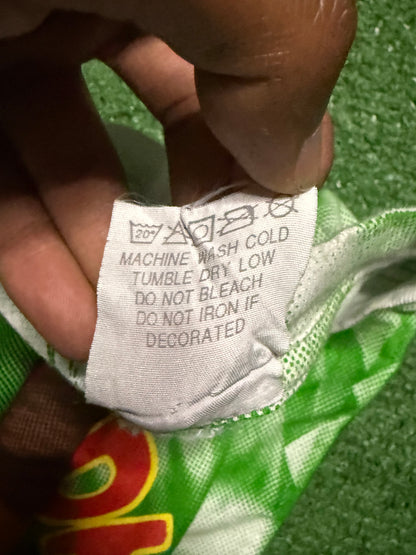 20°
MACHINE WASH COLD
TUMBLE DRY LOW
DO NOT BLEACH
DO NOT IRON IF
DECORATED